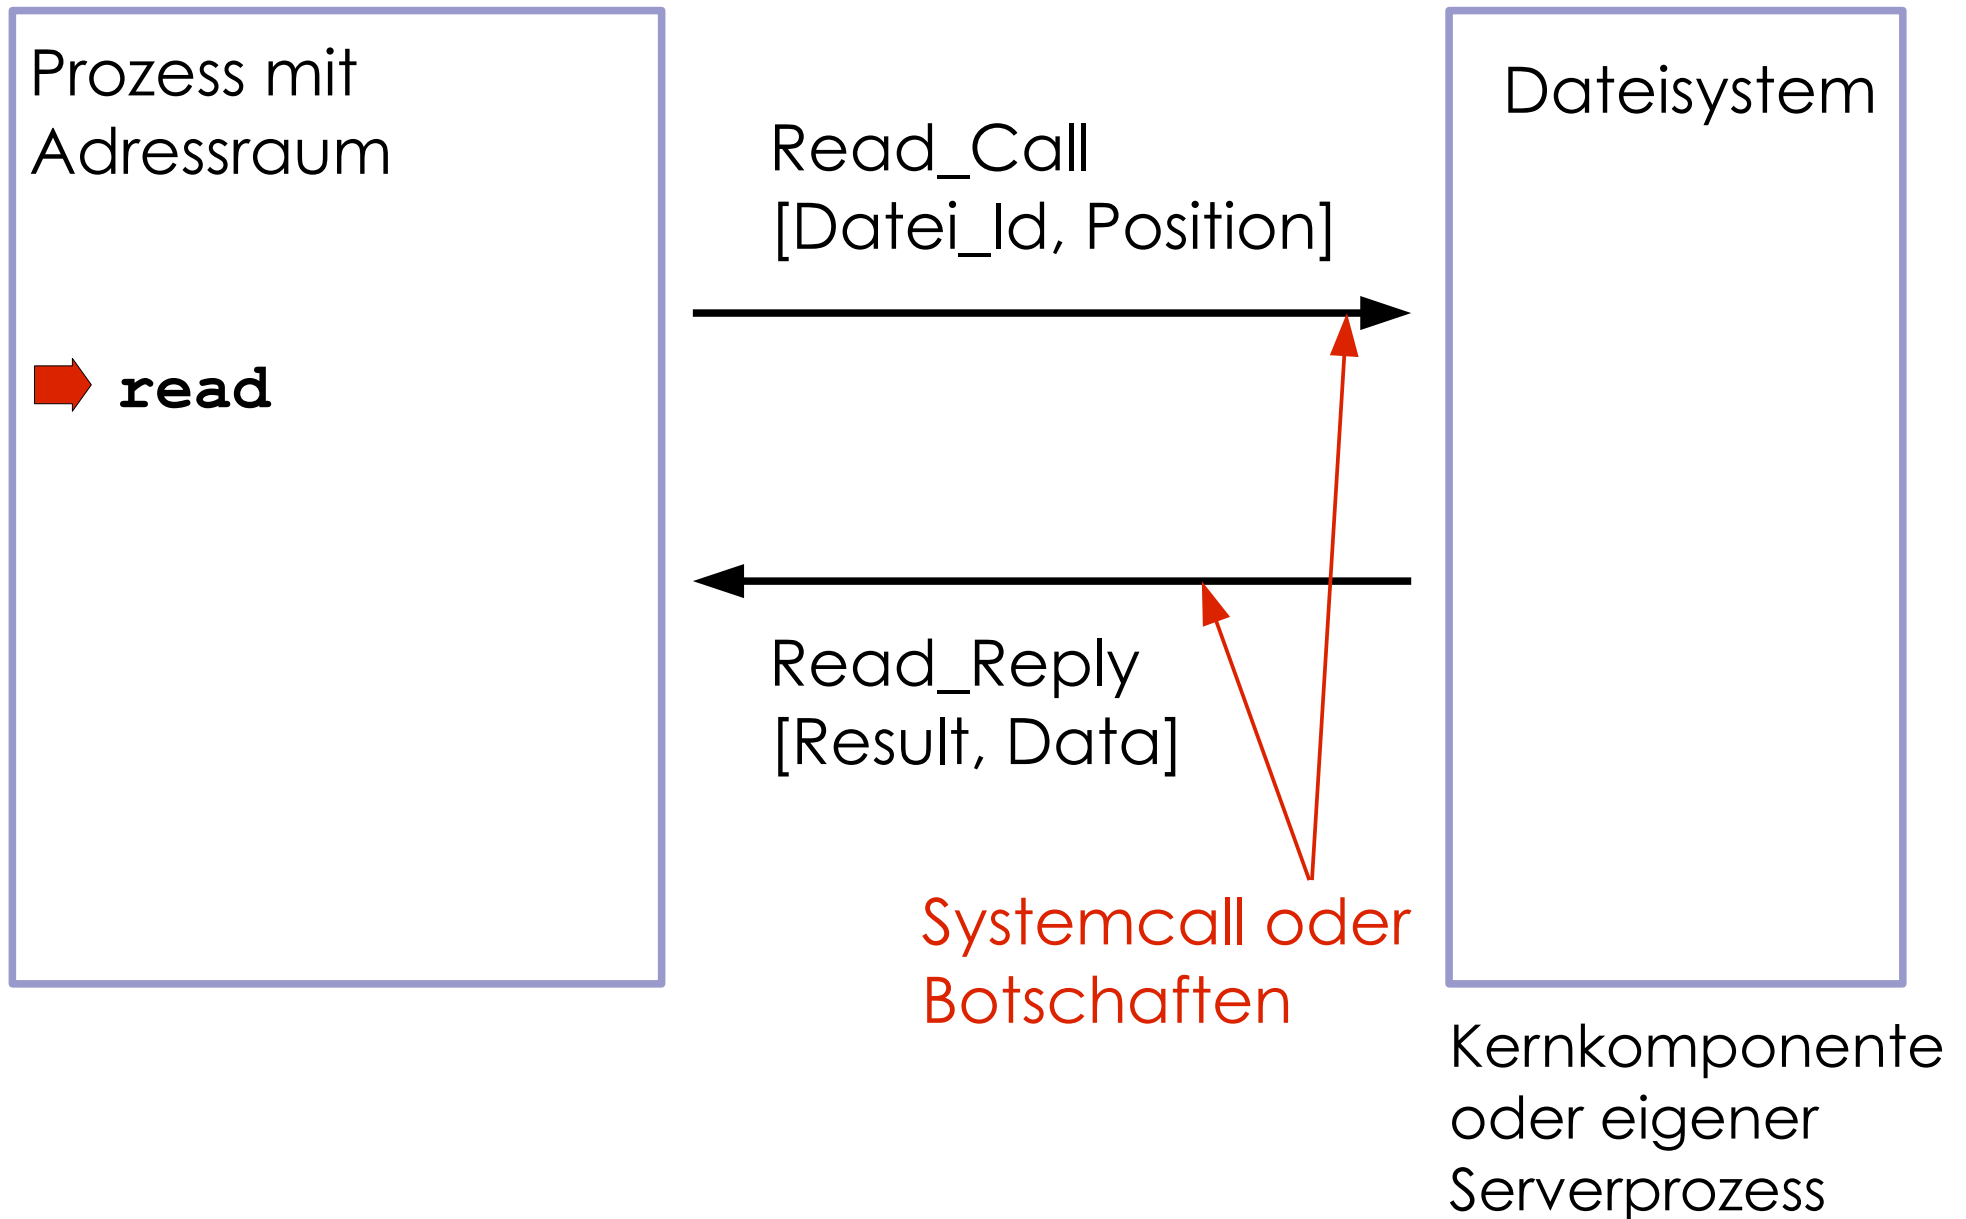 Prozess mit
Adressraum
read
Read_Call
[Datei_Id, Position]
Read_Reply
[Result, Data]
Systemcall oder
Botschaften
Dateisystem
Kernkomponente
oder eigener
Serverprozess